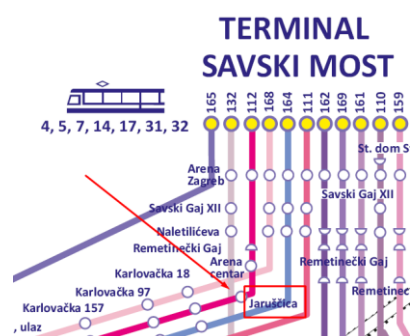 TERMINAL
SAVSKI MOST
165 132 112 168 164 111 162 169 161 110 159
4, 5, 7, 14, 17, 31, 32
St. dom S
Arena
Zagreb
Savski Gaj XII
Savski Gaj XII
Naletilićeva
Remetinečki Gaj
Arena
centar
Remetinečki Gaj
Karlovačka 18
Karlovačka 97
Jaruščica
Remetinec
Karlovačka 157
, ulaz